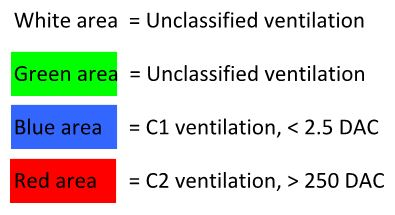 White area = Unclassified ventilation
Green area = Unclassified ventilation
Blue area = C1 ventilation, < 2.5 DAC
Red area = C2 ventilation, > 250 DAC